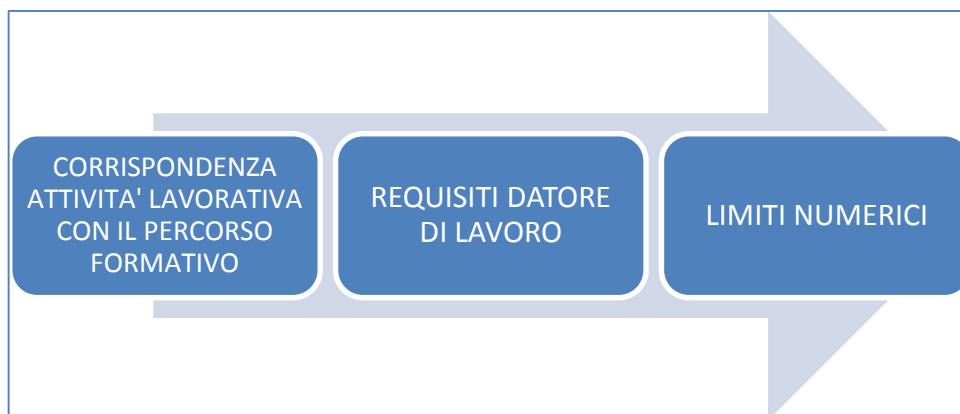 CORRISPONDENZA
ATTIVITA' LAVORATIVA
CON IL PERCORSO
FORMATIVO
REQUISITI DATORE
DI LAVORO
LIMITI NUMERICI